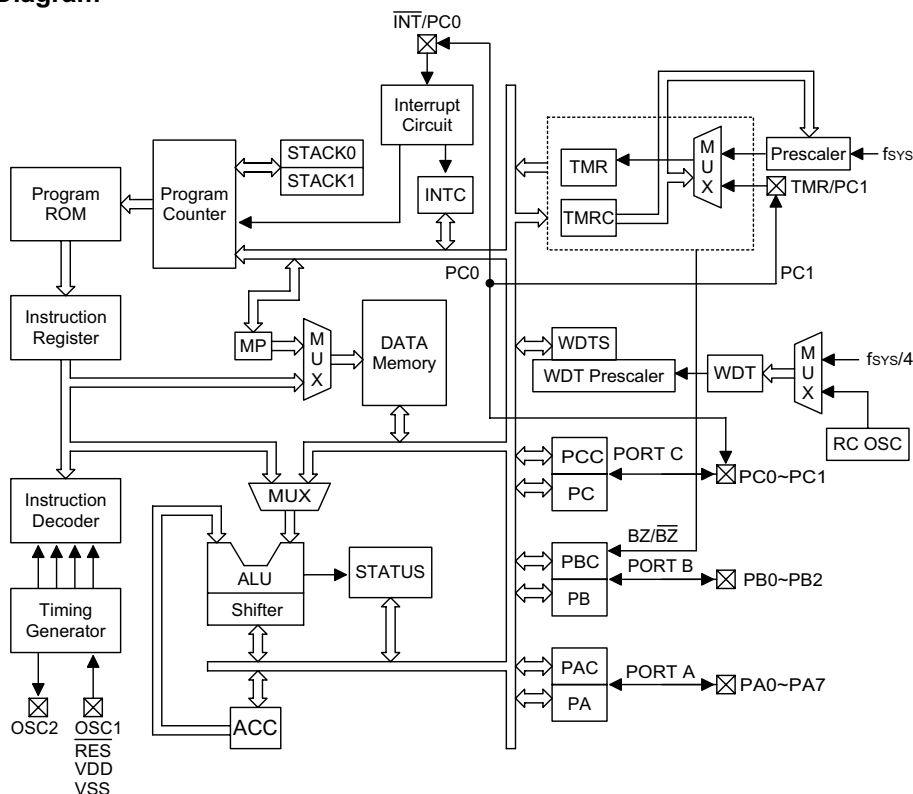 Diagram
INT/PC0
Interrupt
Circuit
STACK0
STACK1
Program
ROM
Program
Counter
INTC
TMR
TMRC
M
U
X
Prescaler
fSYS
TMR/PC1
PC0
PC1
Instruction
Register
MP
M
U
X
DATA
Memory
WDTS
WDT Prescaler
WDT
M
U
X
fSYS/4
RC OSC
PCC
PC
PORT C
PC0~PC1
Instruction
Decoder
MUX
ALU
Shifter
STATUS
BZ/BZ
PBC
PB
PORT B
PB0~PB2
Timing
Generator
PAC
PA
PORT A
PA0~PA7
OSC2
OSC1
RES
VDD
VSS
ACC